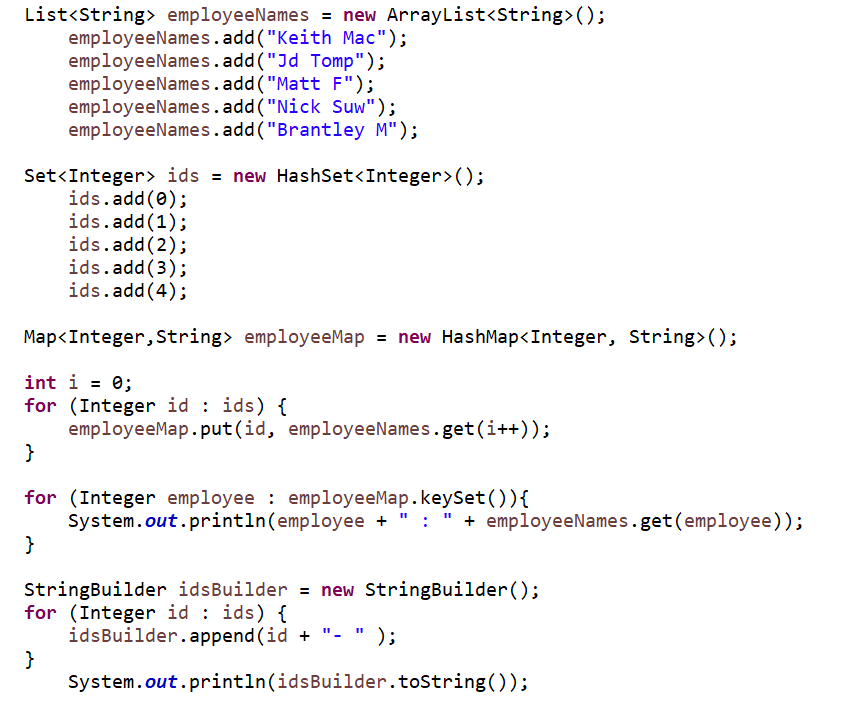 List<String> employeeNames = new ArrayList<String>();
employeeNames.add("Keith Mac");
employeeNames.add("Jd Tomp");
employeeNames.add("Matt F");
employeeNames.add("Nick Suw");
employeeNames.add("Brantley M");
Set<Integer> ids = new HashSet<Integer>();
ids.add(0);
ids.add(1);
ids.add(2);
ids.add(3);
ids.add(4);
Map<Integer,String> employeeMap = new HashMap<Integer, String>();
int i = 0;
for (Integer id : ids) {
employeeMap.put(id, employeeNames.get(i++));
}
for (Integer employee : employeeMap.keySet()){
System.out.println(employee + " : " + employeeNames.get(employee));
}
StringBuilder idsBuilder = new StringBuilder();
for (Integer id : ids) {
idsBuilder.append(id + "- " );
}
System.out.println(idsBuilder.toString());